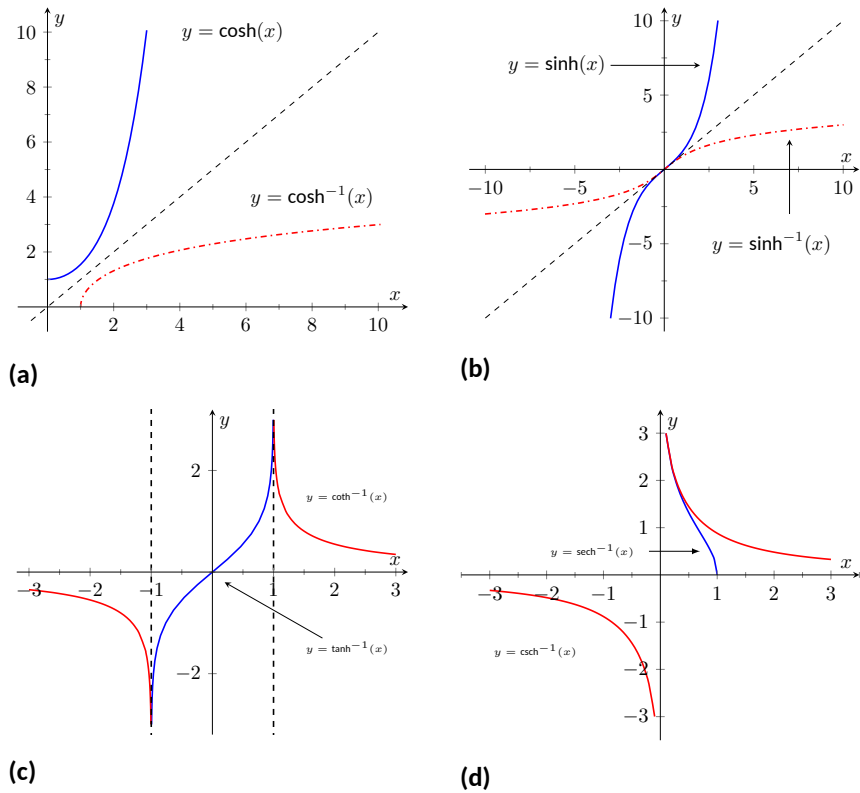 y
10
8
6
4
2
2
4
6
8
10
x
y = cosh(x)
y = cosh⁻¹(x)
(a)
y
10
5
−5
−10
−10
−5
5
10
x
y = sinh(x)
y = sinh⁻¹(x)
(b)
y
2
−2
−3
−2
−1
1
2
3
x
y = coth⁻¹(x)
y = tanh⁻¹(x)
(c)
y
3
2
1
−1
−2
−3
−3
−2
−1
1
2
3
x
y = sech⁻¹(x)
y = csch⁻¹(x)
(d)